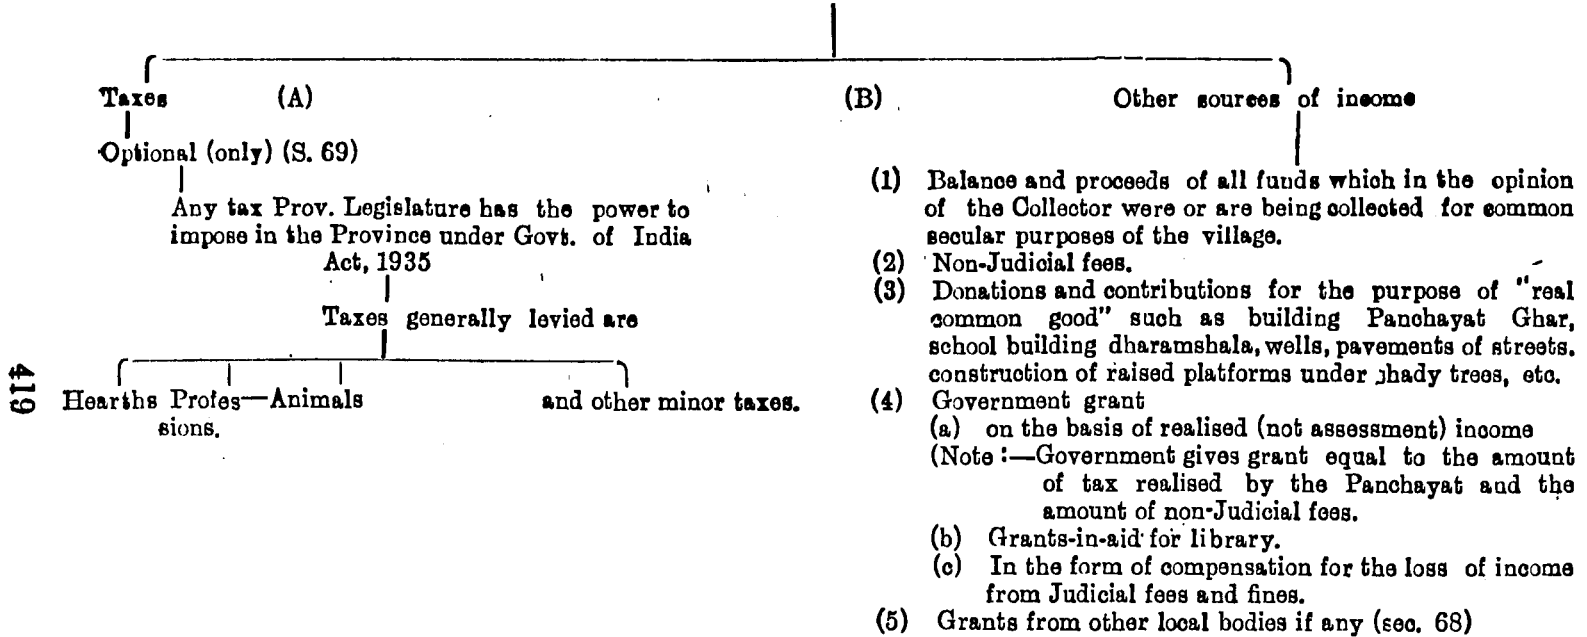 Taxes (A)
Optional (only) (S. 69)
Any tax Prov. Legislature has the power to
impose in the Province under Govt. of India
Act, 1935
Taxes generally levied are
Hearths Profes—Animals and other minor taxes.
sions.
419
(B) Other sources of income
(1) Balance and proceeds of all funds which in the opinion
of the Collector were or are being collected for common
secular purposes of the village.
(2) Non-Judicial fees.
(3) Donations and contributions for the purpose of "real
common good" such as building Panchayat Ghar,
school building dharamshala, wells, pavements of streets.
construction of raised platforms under shady trees, etc.
(4) Government grant
(a) on the basis of realised (not assessment) income
(Note :—Government gives grant equal to the amount
of tax realised by the Panchayat and the
amount of non-Judicial fees.
(b) Grants-in-aid for library.
(c) In the form of compensation for the loss of income
from Judicial fees and fines.
(5) Grants from other local bodies if any (sec. 68)